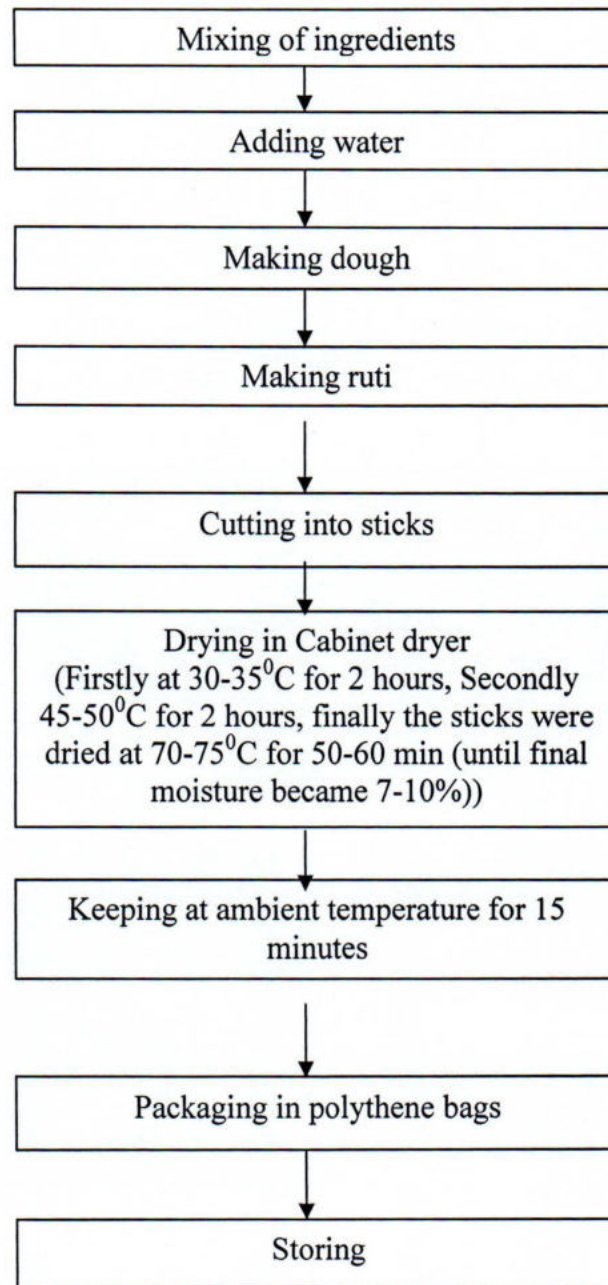 Mixing of ingredients
Adding water
Making dough
Making ruti
Cutting into sticks
Drying in Cabinet dryer
(Firstly at 30-35⁰C for 2 hours, Secondly
45-50⁰C for 2 hours, finally the sticks were
dried at 70-75⁰C for 50-60 min (until final
moisture became 7-10%))
Keeping at ambient temperature for 15
minutes
Packaging in polythene bags
Storing